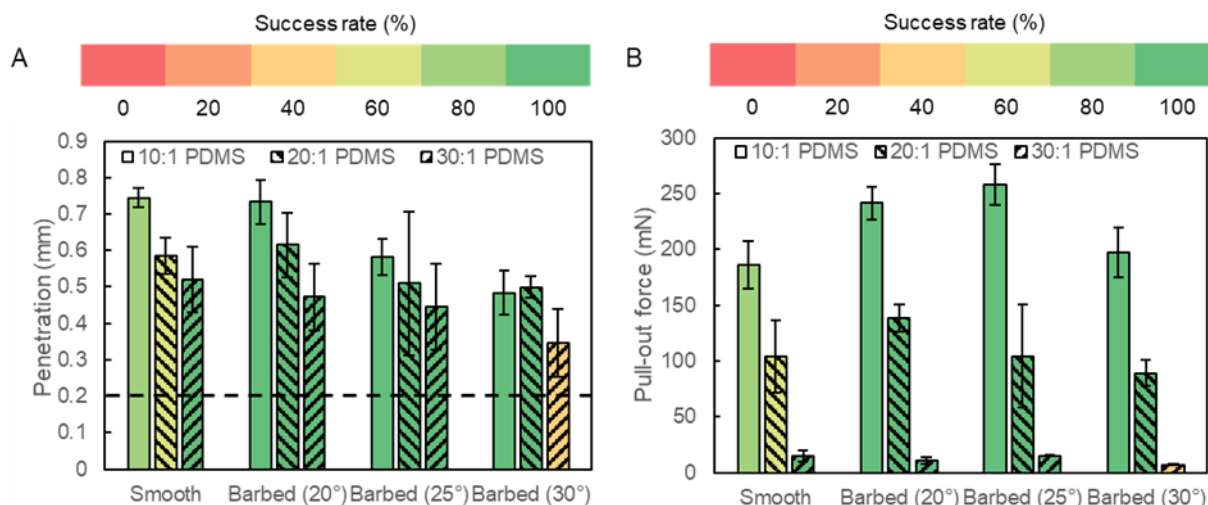 Success rate (%)
A
0 20 40 60 80 100
0.9
0.8
0.7
0.6
0.5
0.4
0.3
0.2
0.1
0
Penetration (mm)
10:1 PDMS 20:1 PDMS 30:1 PDMS
Smooth Barbed (20°) Barbed (25°) Barbed (30°)
Success rate (%)
B
0 20 40 60 80 100
300
250
200
150
100
50
0
Pull-out force (mN)
10:1 PDMS 20:1 PDMS 30:1 PDMS
Smooth Barbed (20°) Barbed (25°) Barbed (30°)